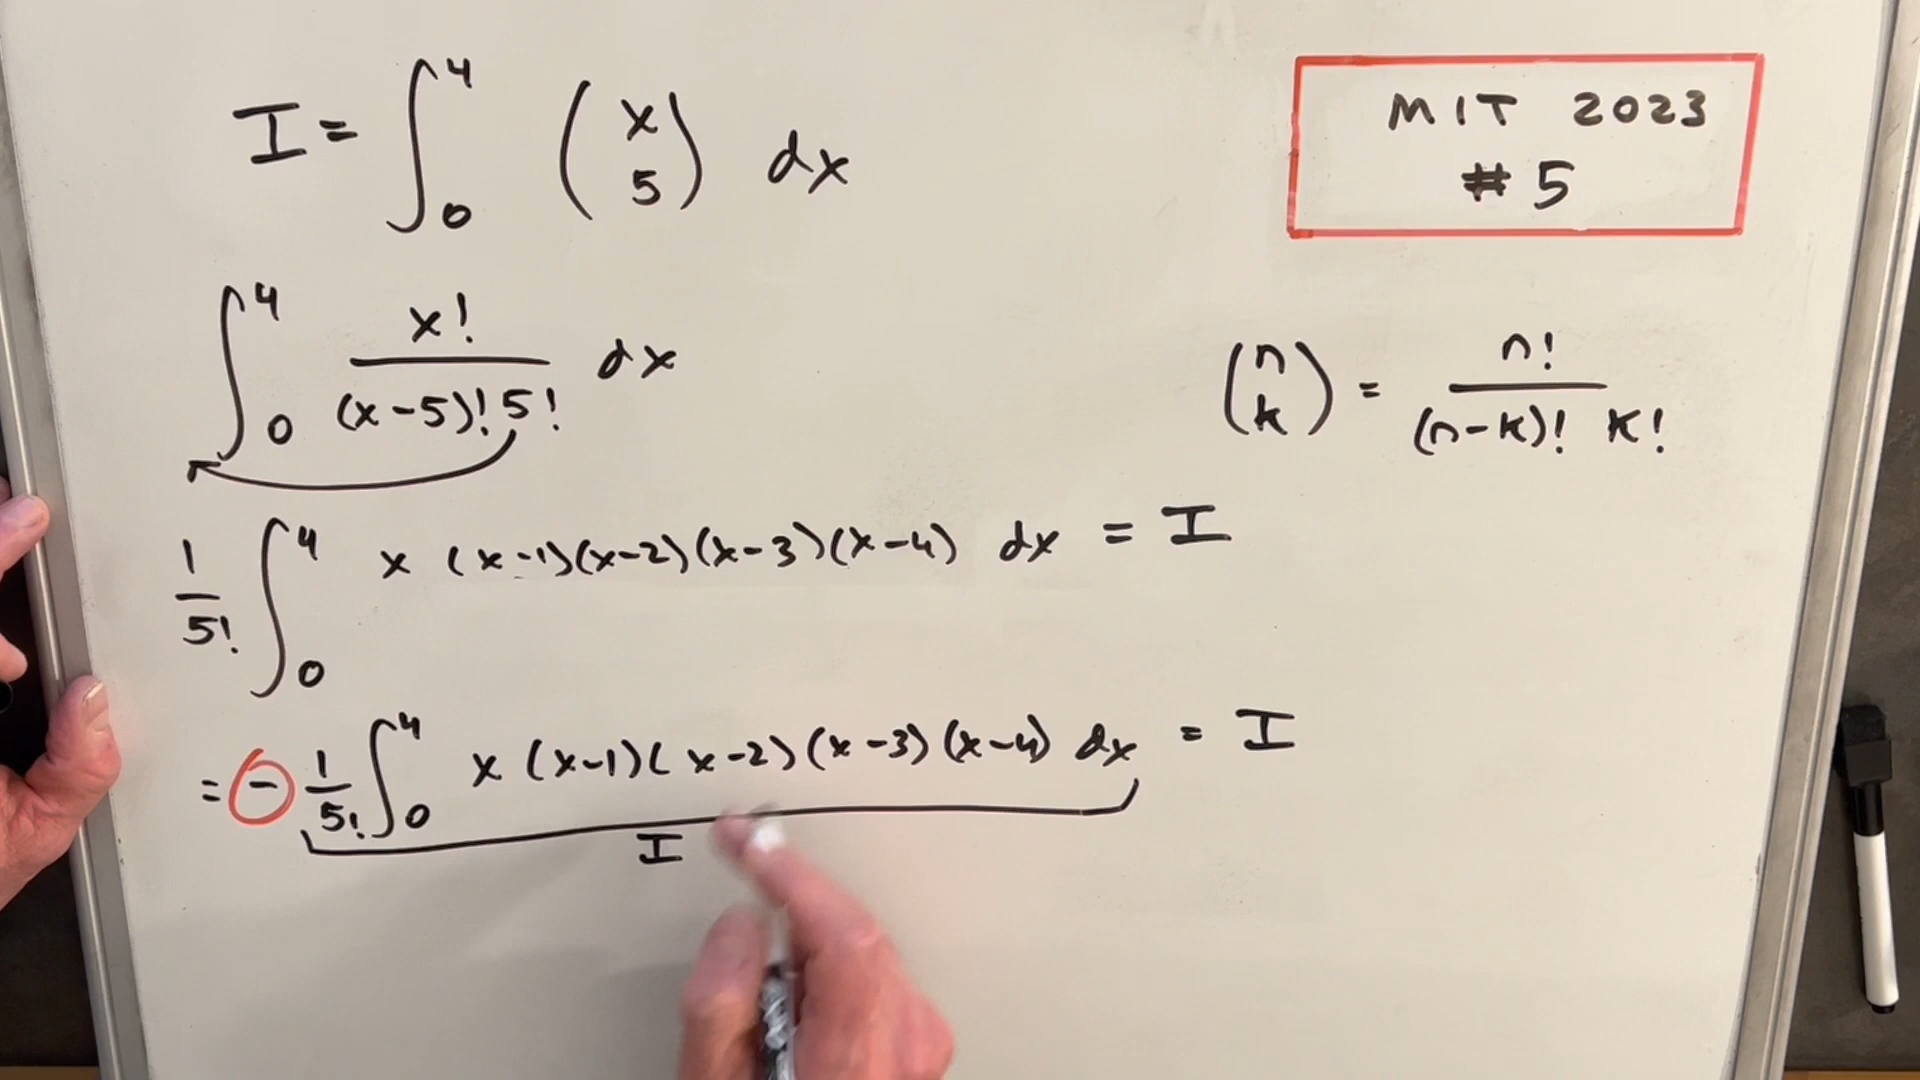 I = ∫₀⁴ (x 5) dx
MIT 2023
# 5
∫₀⁴ x! / (x-5)! 5! dx
(n k) = n! / (n-k)! k!
1/5! ∫₀⁴ x (x-1)(x-2)(x-3)(x-4) dx = I
= - 1/5! ∫₀⁴ x (x-1)(x-2)(x-3)(x-4) dx = I
I